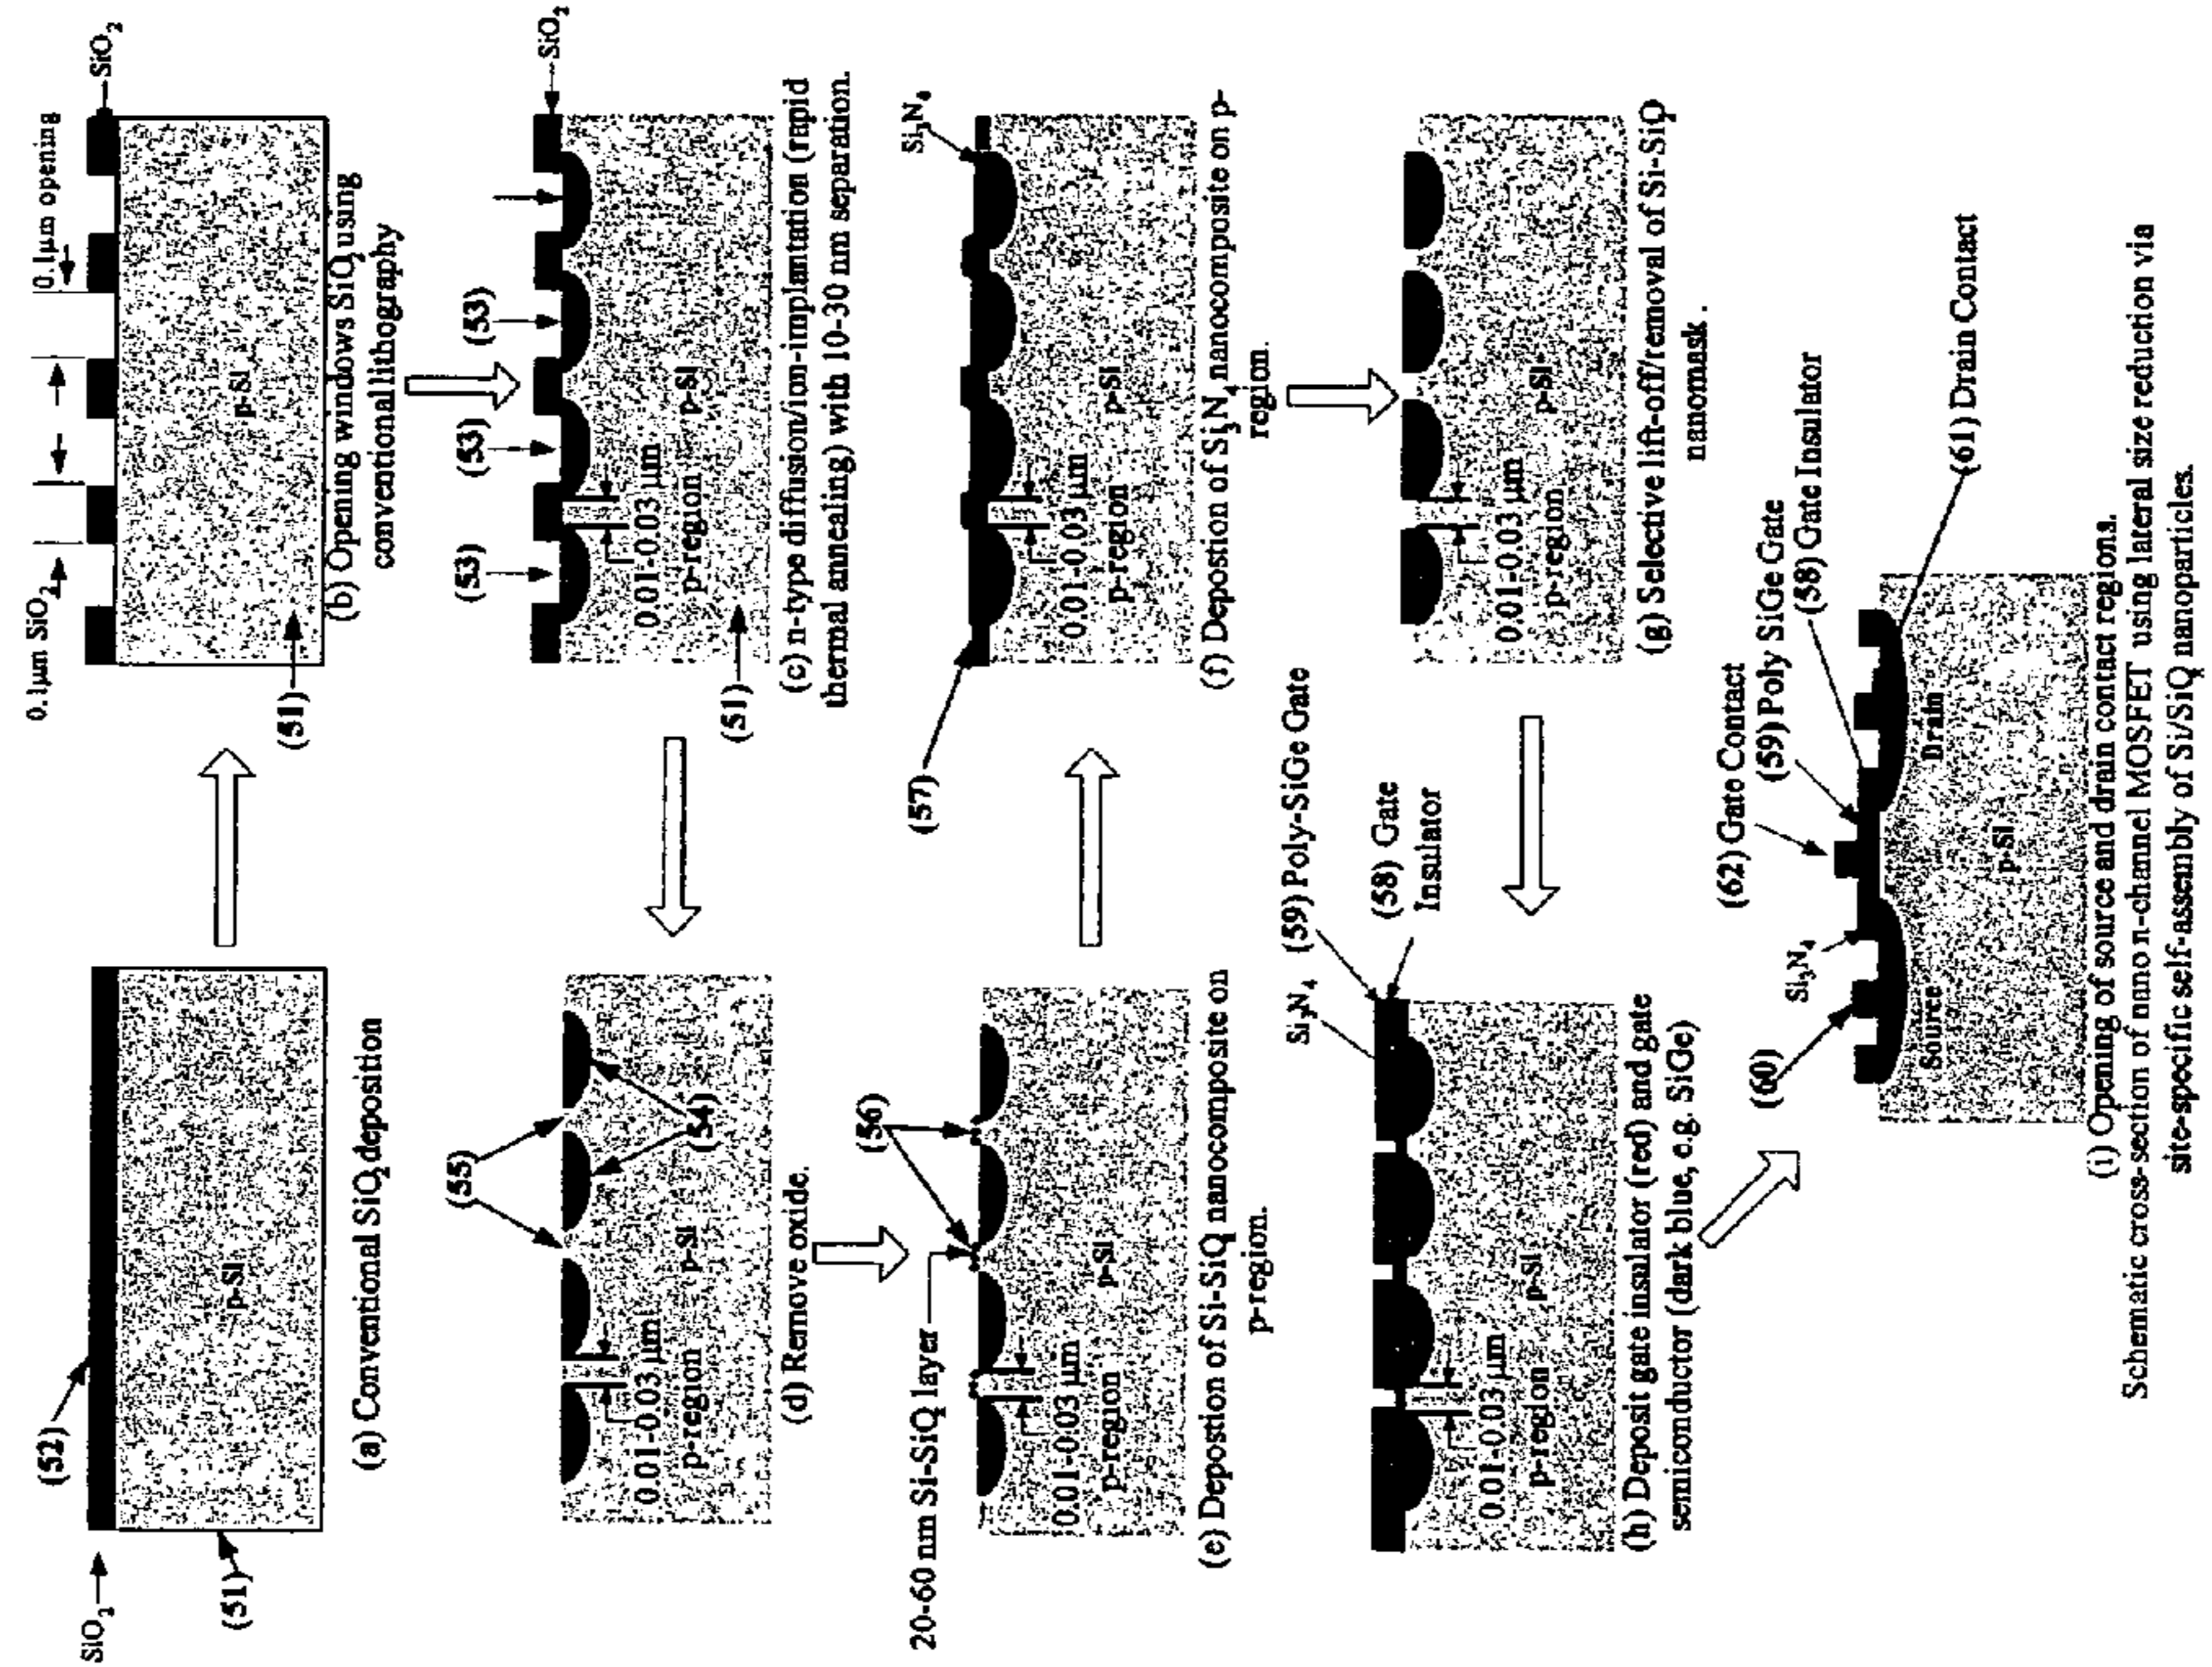 SiO2
(52)
(51)
p-Si
(a) Conventional SiO2 deposition
0.1μm SiO2
0.1μm opening
SiO2
p-Si
(51)
(b) Opening windows SiO2 using
conventional lithography
(53)
(53)
(53)
SiO2
0.01-0.03 μm
p-region p-Si
(51)
(c) n-type diffusion/ion-implantation (rapid
thermal annealing) with 10-30 nm separation.
(55)
(54)
0.01-0.03 μm
p-region p-Si
(d) Remove oxide.
20-60 nm Si-SiO2 layer
(56)
0.01-0.03 μm
p-region p-Si
(e) Depostion of Si-SiO2 nanocomposite on
p-region.
(57)
Si3N4
0.01-0.03 μm
p-region p-Si
(f) Depostion of Si3N4 nanocomposite on p-
region.
0.01-0.03 μm
p-region p-Si
(g) Selective lift-off/removal of Si-SiO2
nanomask .
Si3N4
(59) Poly-SiGe Gate
(58) Gate
Insulator
0.01-0.03 μm
p-region p-Si
(h) Deposit gate insulator (red) and gate
semiconductor (dark blue, e.g. SiGe)
(60)
Si3N4
(62) Gate Contact
(59) Poly SiGe Gate
(58) Gate Insulator
(61) Drain Contact
Source
Drain
p-Si
(i) Opening of source and drain contact regions.
Schematic cross-section of nano n-channel MOSFET using lateral size reduction via
site-specific self-assembly of Si/SiO2 nanoparticles.